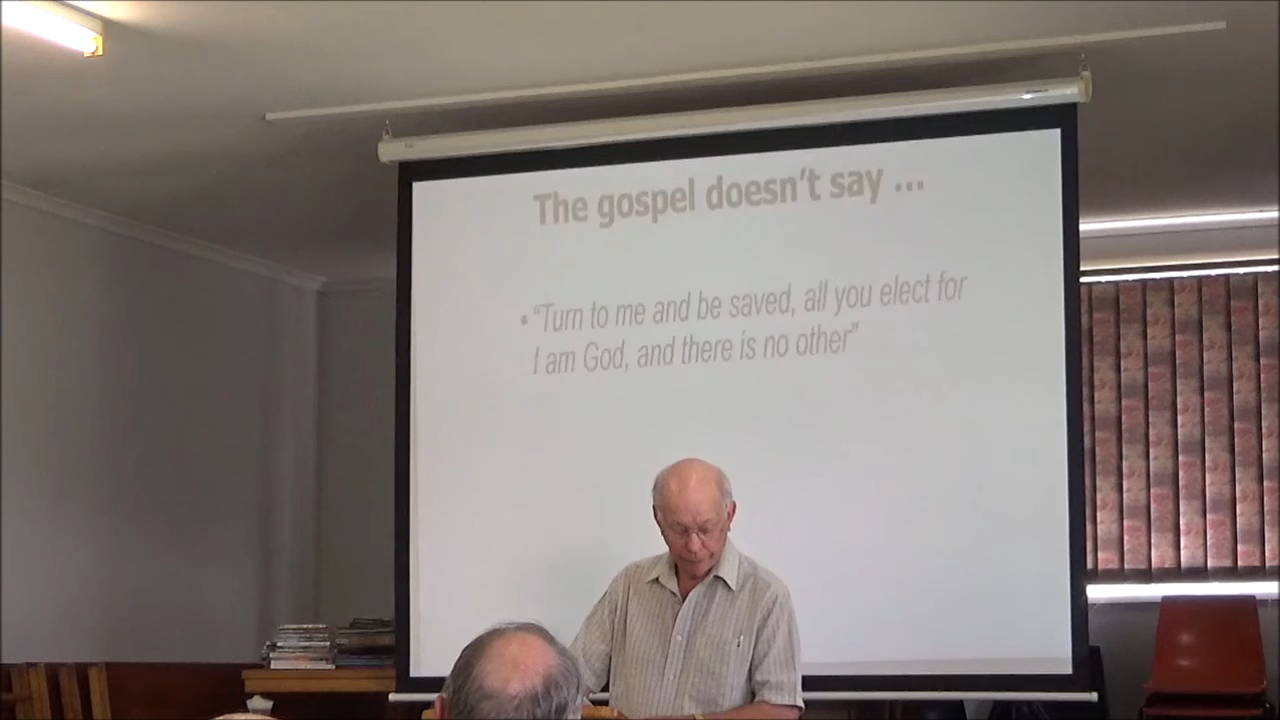 The gospel doesn't say ...
• “Turn to me and be saved, all you elect for
I am God, and there is no other”